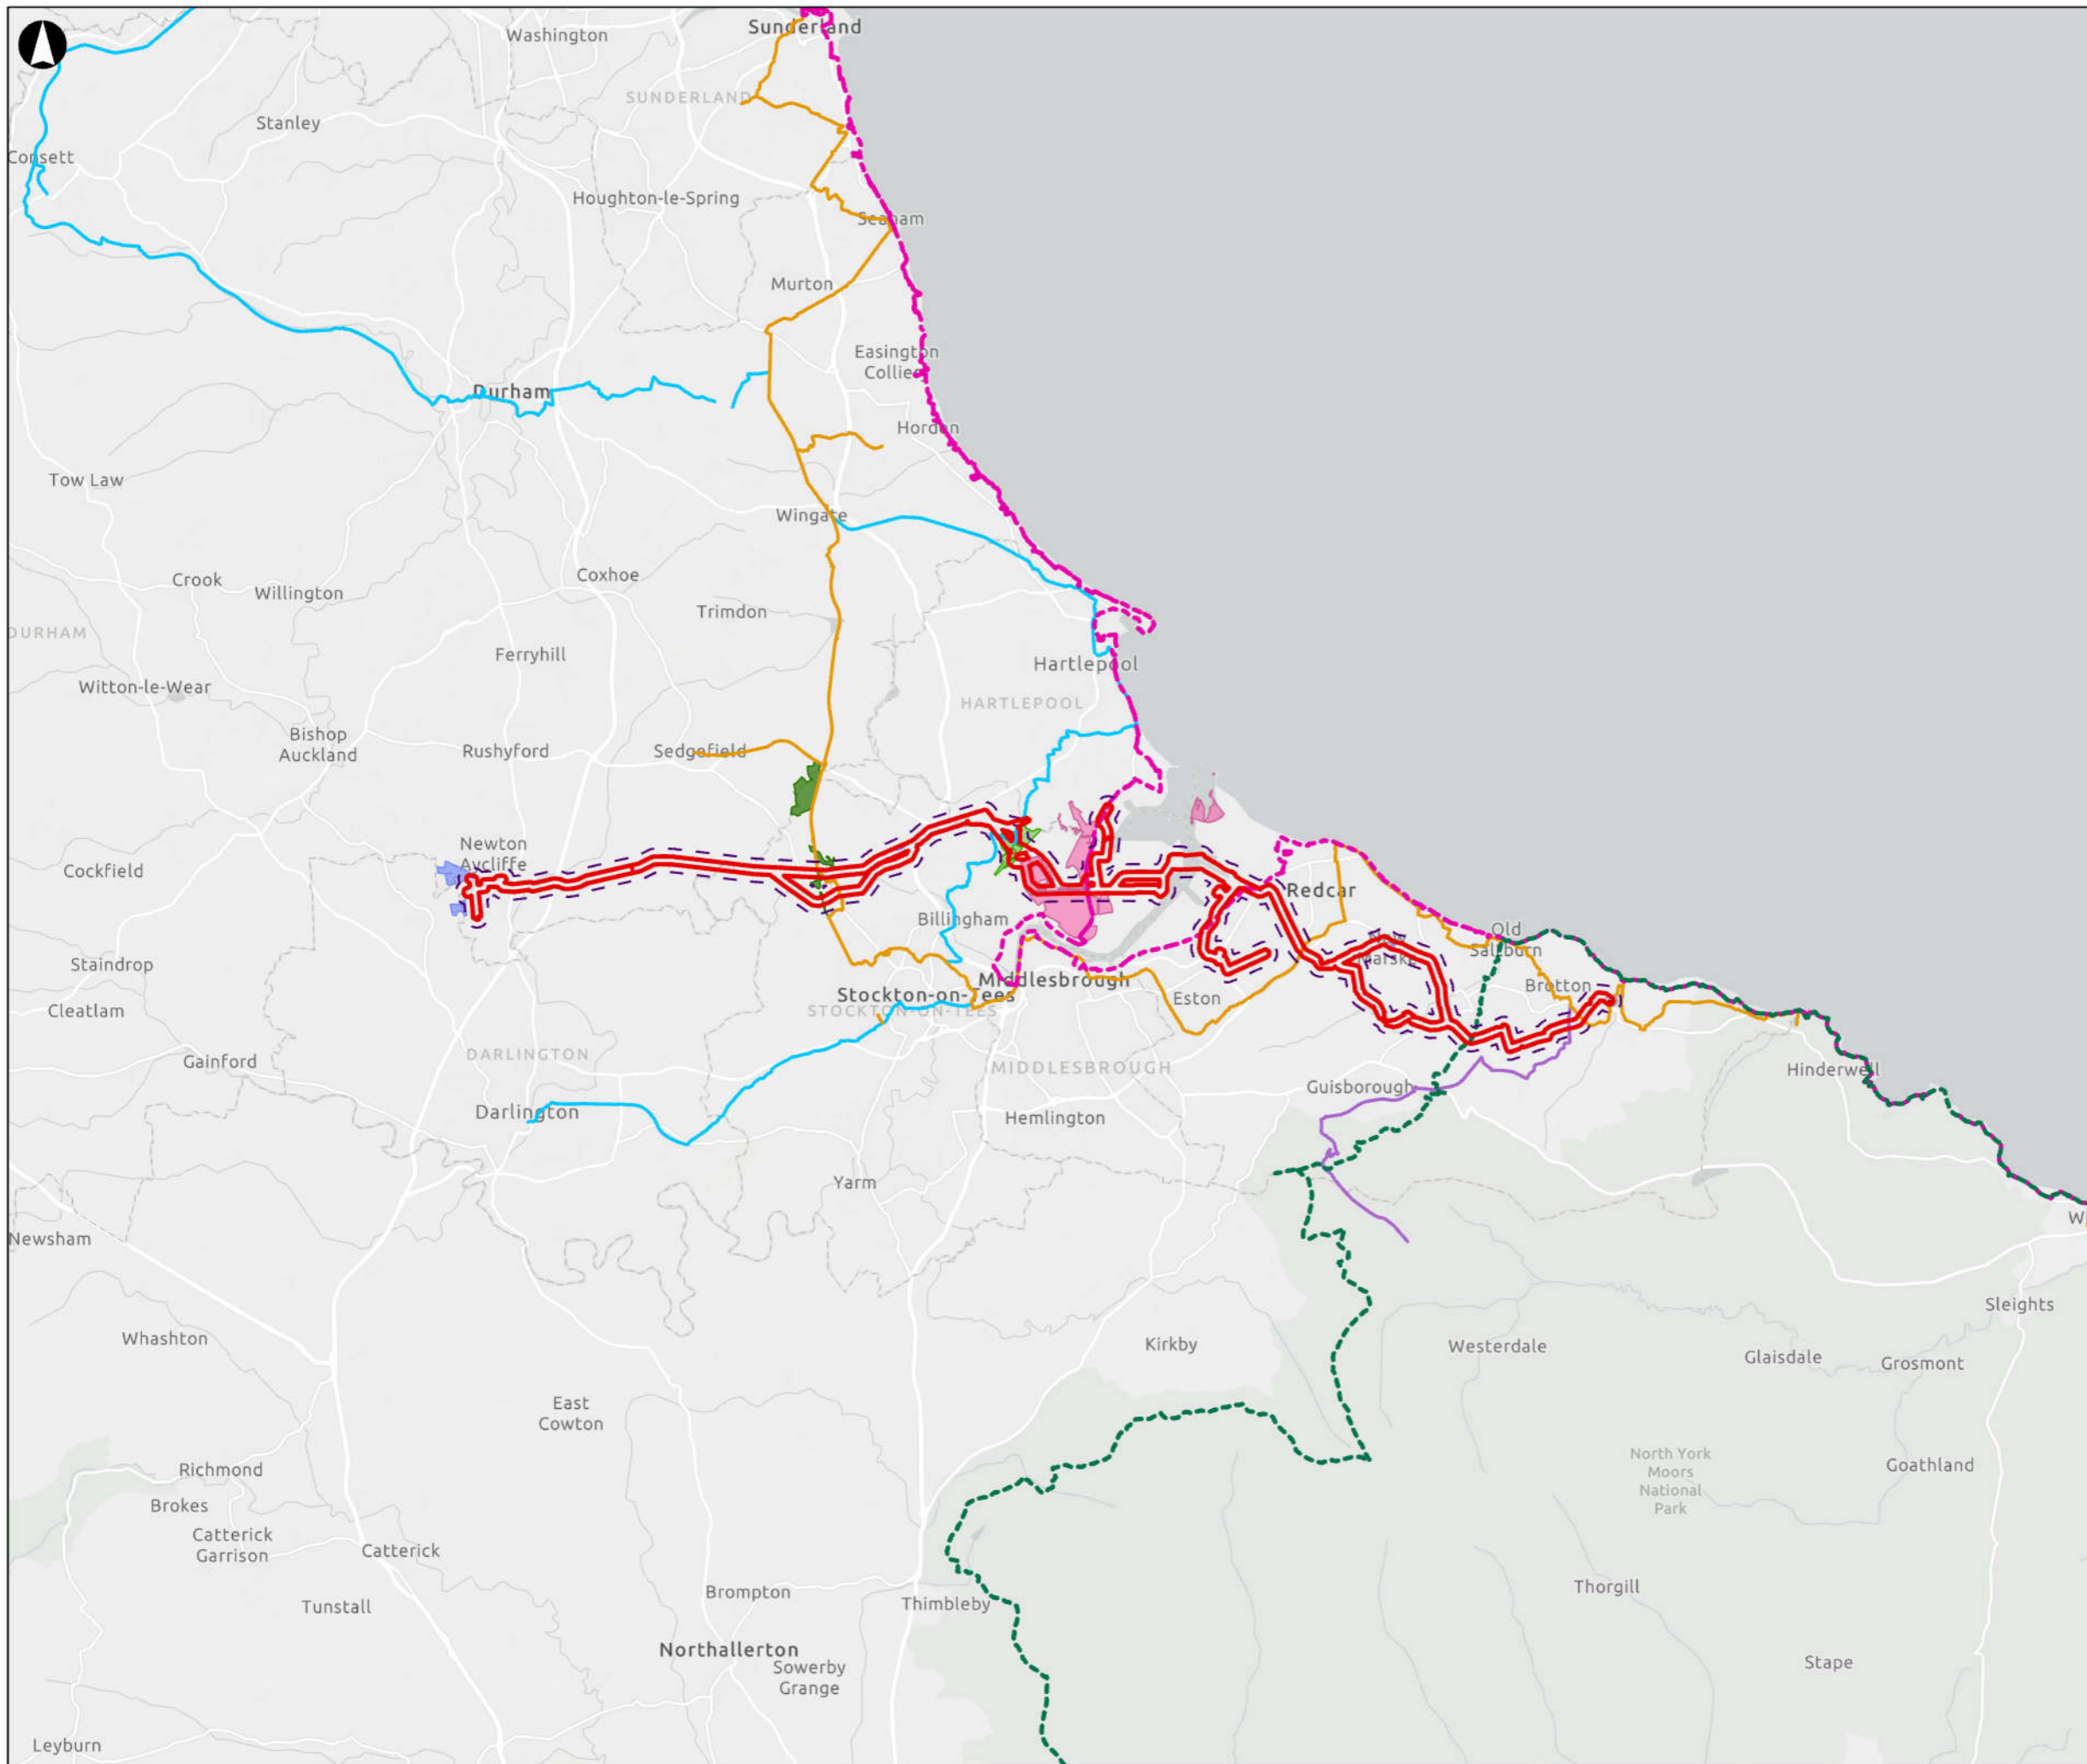 Sunderland
Washington
SUNDERLAND
Stanley
Consett
Houghton-le-Spring
Seaham
Murton
Easington
Colliery
Durham
Horden
Tow Law
Wingate
Crook
Willington
Coxhoe
Trimdon
DURHAM
Ferryhill
Hartlepool
Witton-le-Wear
HARTLEPOOL
Bishop
Auckland
Rushyford
Sedgefield
Newton
Aycliffe
Cockfield
Redcar
Billingham
Old
Saltburn
New
Marske
Staindrop
Middlesbrough
Brotton
Stockton-on-Tees
Eston
Cleatlam
STOCKTON-ON-TEES
Gainford
DARLINGTON
MIDDLESBROUGH
Hinderwell
Guisborough
Darlington
Hemlington
Yarm
W
Newsham
Sleights
Whashton
Kirkby
Westerdale
Glaisdale
Grosmont
East
Cowton
North York
Moors
National
Park
Goathland
Richmond
Brokes
Catterick
Garrison
Catterick
Brompton
Thimbleby
Thorgill
Tunstall
Northallerton
Sowerby
Grange
Stape
Leyburn